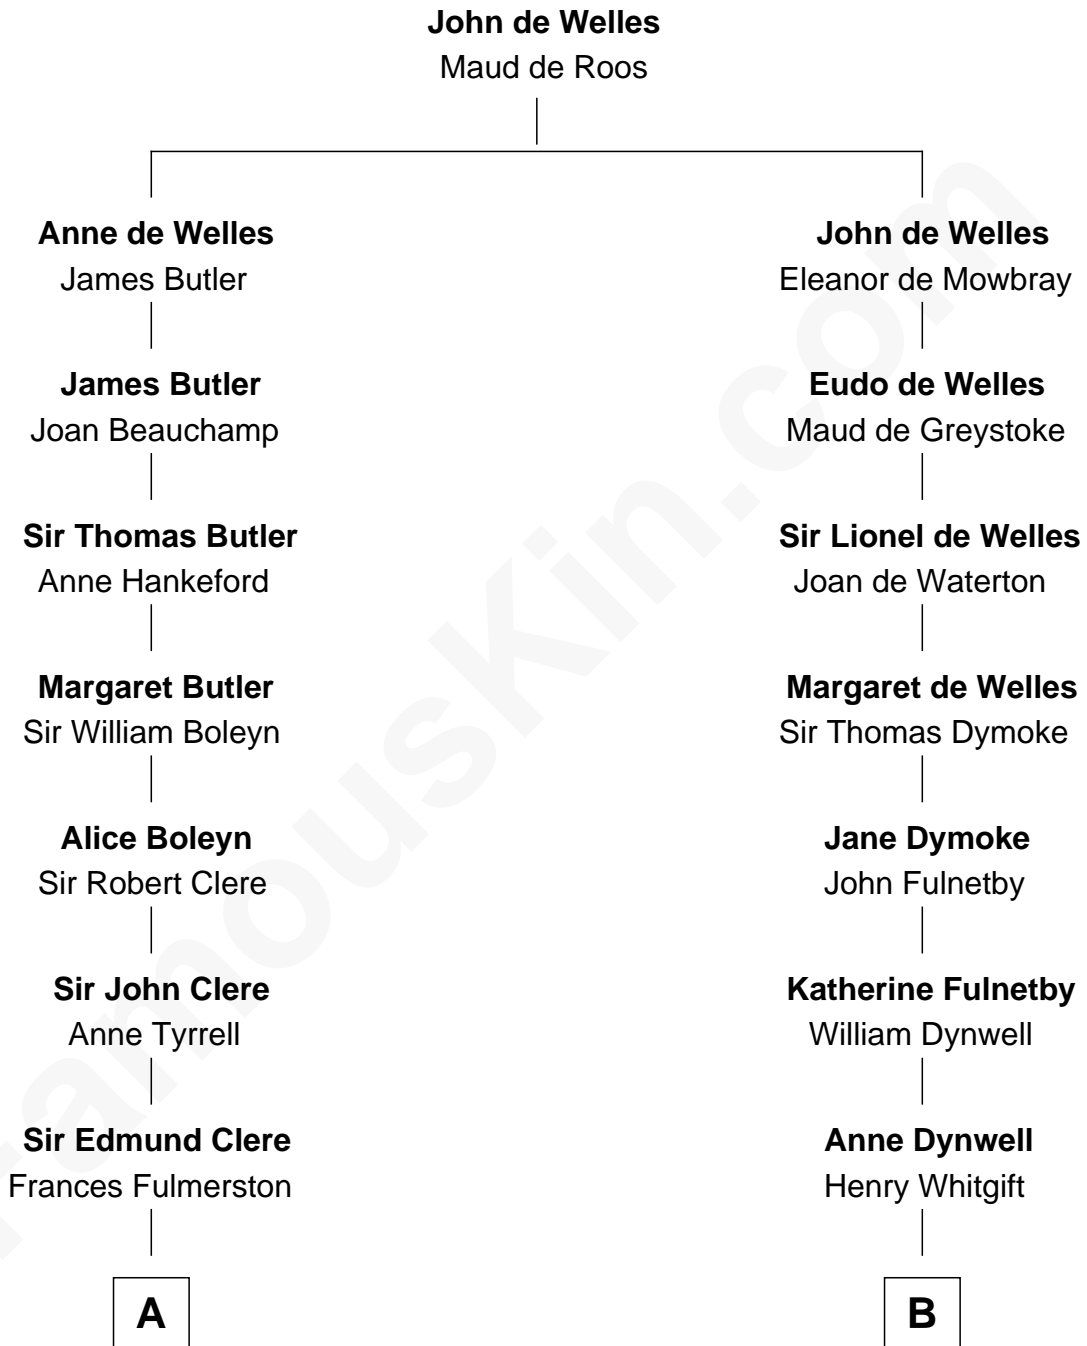 John de Welles
Maud de Roos
Anne de Welles
James Butler
John de Welles
Eleanor de Mowbray
James Butler
Joan Beauchamp
Eudo de Welles
Maud de Greystoke
Sir Thomas Butler
Anne Hankeford
Sir Lionel de Welles
Joan de Waterton
Margaret Butler
Sir William Boleyn
Margaret de Welles
Sir Thomas Dymoke
Alice Boleyn
Sir Robert Clere
Jane Dymoke
John Fulnetby
Sir John Clere
Anne Tyrrell
Katherine Fulnetby
William Dynwell
Sir Edmund Clere
Frances Fulmerston
Anne Dynwell
Henry Whitgift
A
B
FamousKin.com